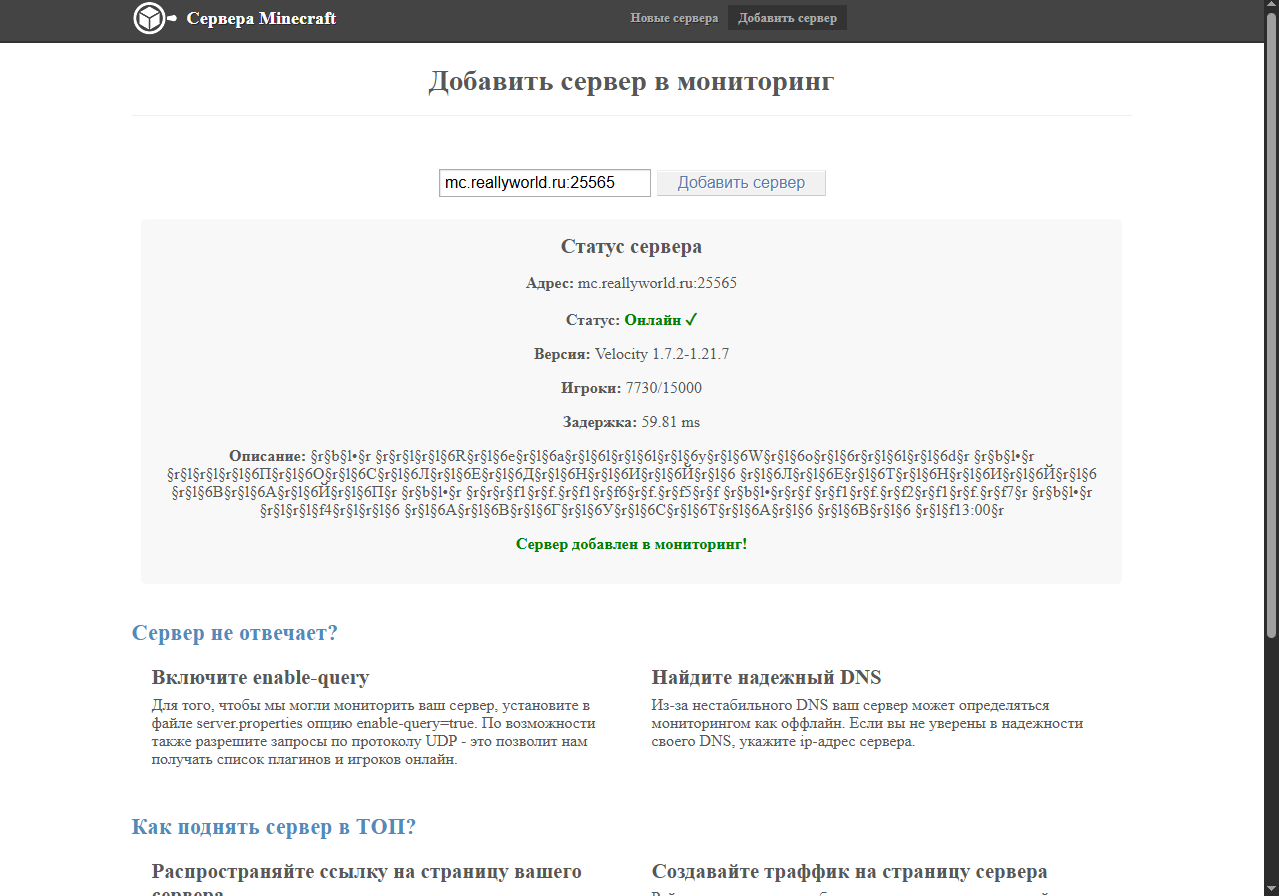 Сервера Minecraft
Новые сервера
Добавить сервер
Добавить сервер в мониторинг
mc.reallyworld.ru:25565
Добавить сервер
Статус сервера
Адрес: mc.reallyworld.ru:25565
Статус: Онлайн ✓
Версия: Velocity 1.7.2-1.21.7
Игроки: 7730/15000
Задержка: 59.81 ms
Описание: §r§b§l•§r §r§r§l§r§l§6R§r§l§6e§r§l§6a§r§l§6l§r§l§6l§r§l§6y§r§l§6W§r§l§6o§r§l§6r§r§l§6l§r§l§6d§r §r§b§l•§r
§r§l§r§l§r§l§6П§r§l§6О§r§l§6С§r§l§6Л§r§l§6Е§r§l§6Д§r§l§6Н§r§l§6И§r§l§6Й§r§l§6 §r§l§6Л§r§l§6Е§r§l§6Т§r§l§6Н§r§l§6И§r§l§6Й§r§l§6
§r§l§6В§r§l§6А§r§l§6Й§r§l§6П§r §r§b§l•§r §r§r§r§f1§r§f.§r§f1§r§f6§r§f.§r§f5§r§f §r§b§l•§r§r§f §r§f1§r§f.§r§f2§r§f1§r§f.§r§f7§r §r§b§l•§r
§r§l§r§l§f4§r§l§r§l§6 §r§l§6А§r§l§6В§r§l§6Г§r§l§6У§r§l§6С§r§l§6Т§r§l§6А§r§l§6 §r§l§6В§r§l§6 §r§l§f13:00§r
Сервер добавлен в мониторинг!
Сервер не отвечает?
Включите enable-query
Для того, чтобы мы могли мониторить ваш сервер, установите в
файле server.properties опцию enable-query=true. По возможности
также разрешите запросы по протоколу UDP - это позволит нам
получать список плагинов и игроков онлайн.
Найдите надежный DNS
Из-за нестабильного DNS ваш сервер может определяться
мониторингом как оффлайн. Если вы не уверены в надежности
своего DNS, укажите ip-адрес сервера.
Как поднять сервер в ТОП?
Распространяйте ссылку на страницу вашего
сервера
Создавайте траффик на страницу сервера